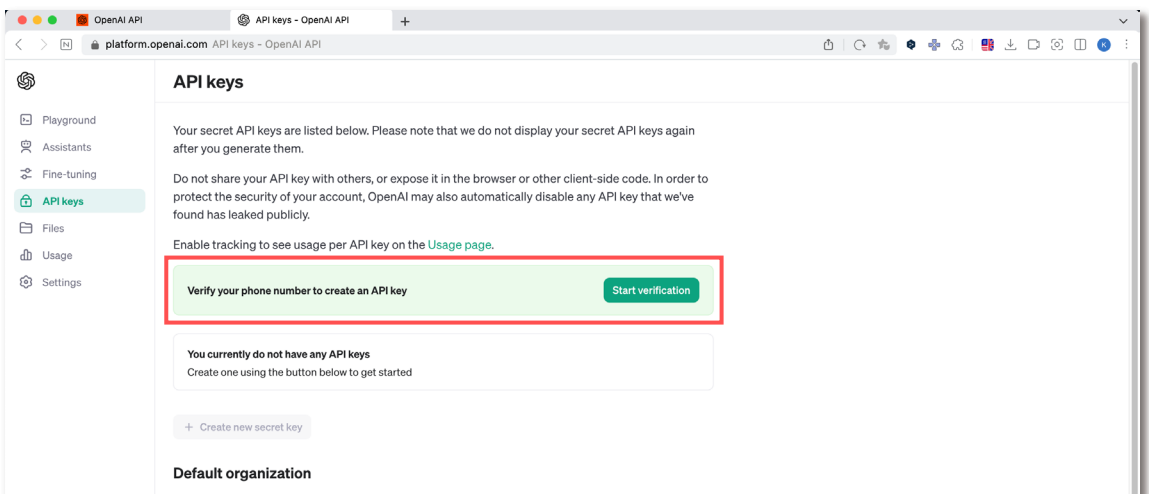 OpenAI API
API keys - OpenAI API
platform.openai.com API keys - OpenAI API
K
API keys
Playground
Assistants
Fine-tuning
API keys
Files
Usage
Settings
Your secret API keys are listed below. Please note that we do not display your secret API keys again
after you generate them.
Do not share your API key with others, or expose it in the browser or other client-side code. In order to
protect the security of your account, OpenAI may also automatically disable any API key that we've
found has leaked publicly.
Enable tracking to see usage per API key on the Usage page.
Verify your phone number to create an API key
Start verification
You currently do not have any API keys
Create one using the button below to get started
+ Create new secret key
Default organization